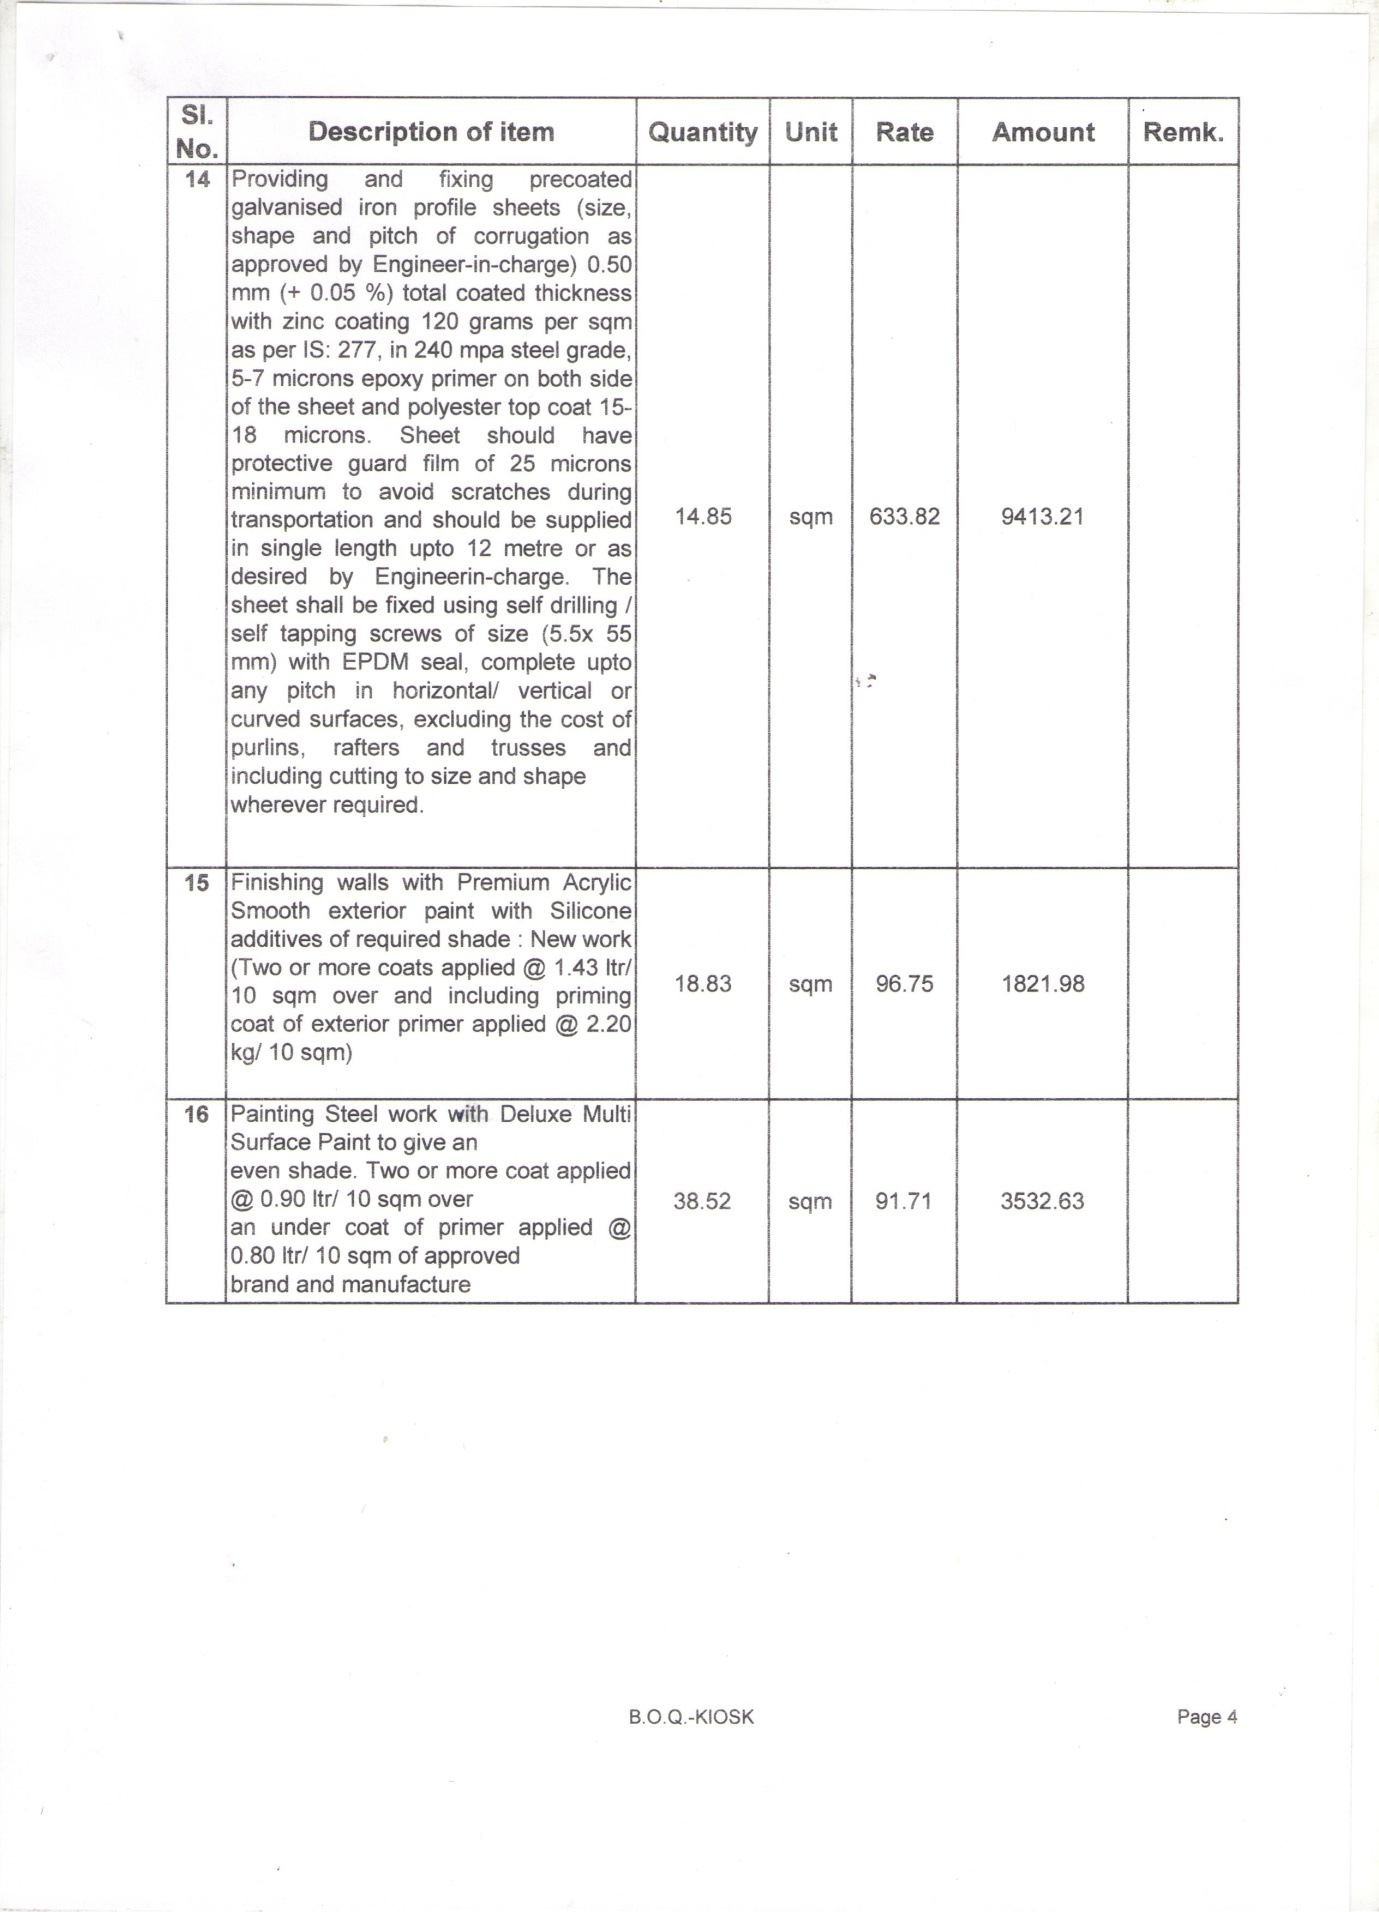 Sl.
No.
Description of item
Quantity
Unit
Rate
Amount
Remk.
14
Providing and fixing precoated
galvanised iron profile sheets (size,
shape and pitch of corrugation as
approved by Engineer-in-charge) 0.50
mm (+ 0.05 %) total coated thickness
with zinc coating 120 grams per sqm
as per IS: 277, in 240 mpa steel grade,
5-7 microns epoxy primer on both side
of the sheet and polyester top coat 15-
18 microns. Sheet should have
protective guard film of 25 microns
minimum to avoid scratches during
transportation and should be supplied
in single length upto 12 metre or as
desired by Engineerin-charge. The
sheet shall be fixed using self drilling /
self tapping screws of size (5.5x 55
mm) with EPDM seal, complete upto
any pitch in horizontal/ vertical or
curved surfaces, excluding the cost of
purlins, rafters and trusses and
including cutting to size and shape
wherever required.
14.85
sqm
633.82
9413.21
15
Finishing walls with Premium Acrylic
Smooth exterior paint with Silicone
additives of required shade : New work
(Two or more coats applied @ 1.43 ltr/
10 sqm over and including priming
coat of exterior primer applied @ 2.20
kg/ 10 sqm)
18.83
sqm
96.75
1821.98
16
Painting Steel work with Deluxe Multi
Surface Paint to give an
even shade. Two or more coat applied
@ 0.90 ltr/ 10 sqm over
an under coat of primer applied @
0.80 ltr/ 10 sqm of approved
brand and manufacture
38.52
sqm
91.71
3532.63
B.O.Q.-KIOSK
Page 4